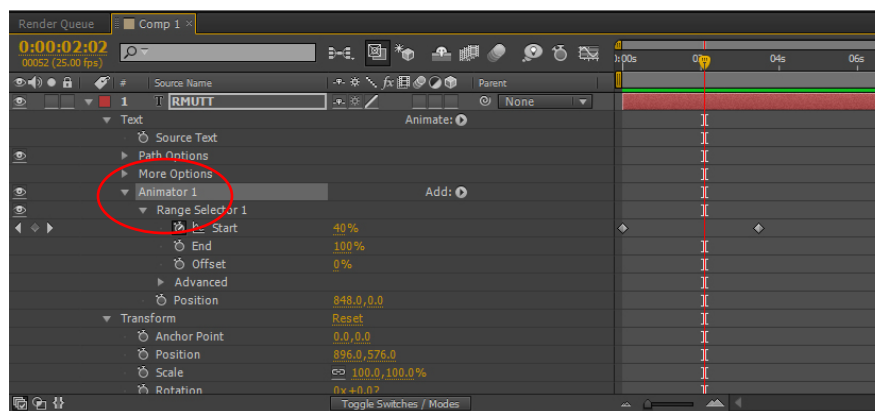 Render Queue Comp 1 ×
0:00:02:02
00052 (25.00 fps)
:00s 02s 04s 06s
# Source Name fx Parent
1 T RMUTT None
Text Animate:
Source Text
Path Options
More Options
Animator 1 Add:
Range Selector 1
Start 40%
End 100%
Offset 0%
Advanced
Position 848.0,0.0
Transform Reset
Anchor Point 0.0,0.0
Position 896.0,576.0
Scale 100.0,100.0%
Rotation
Toggle Switches / Modes